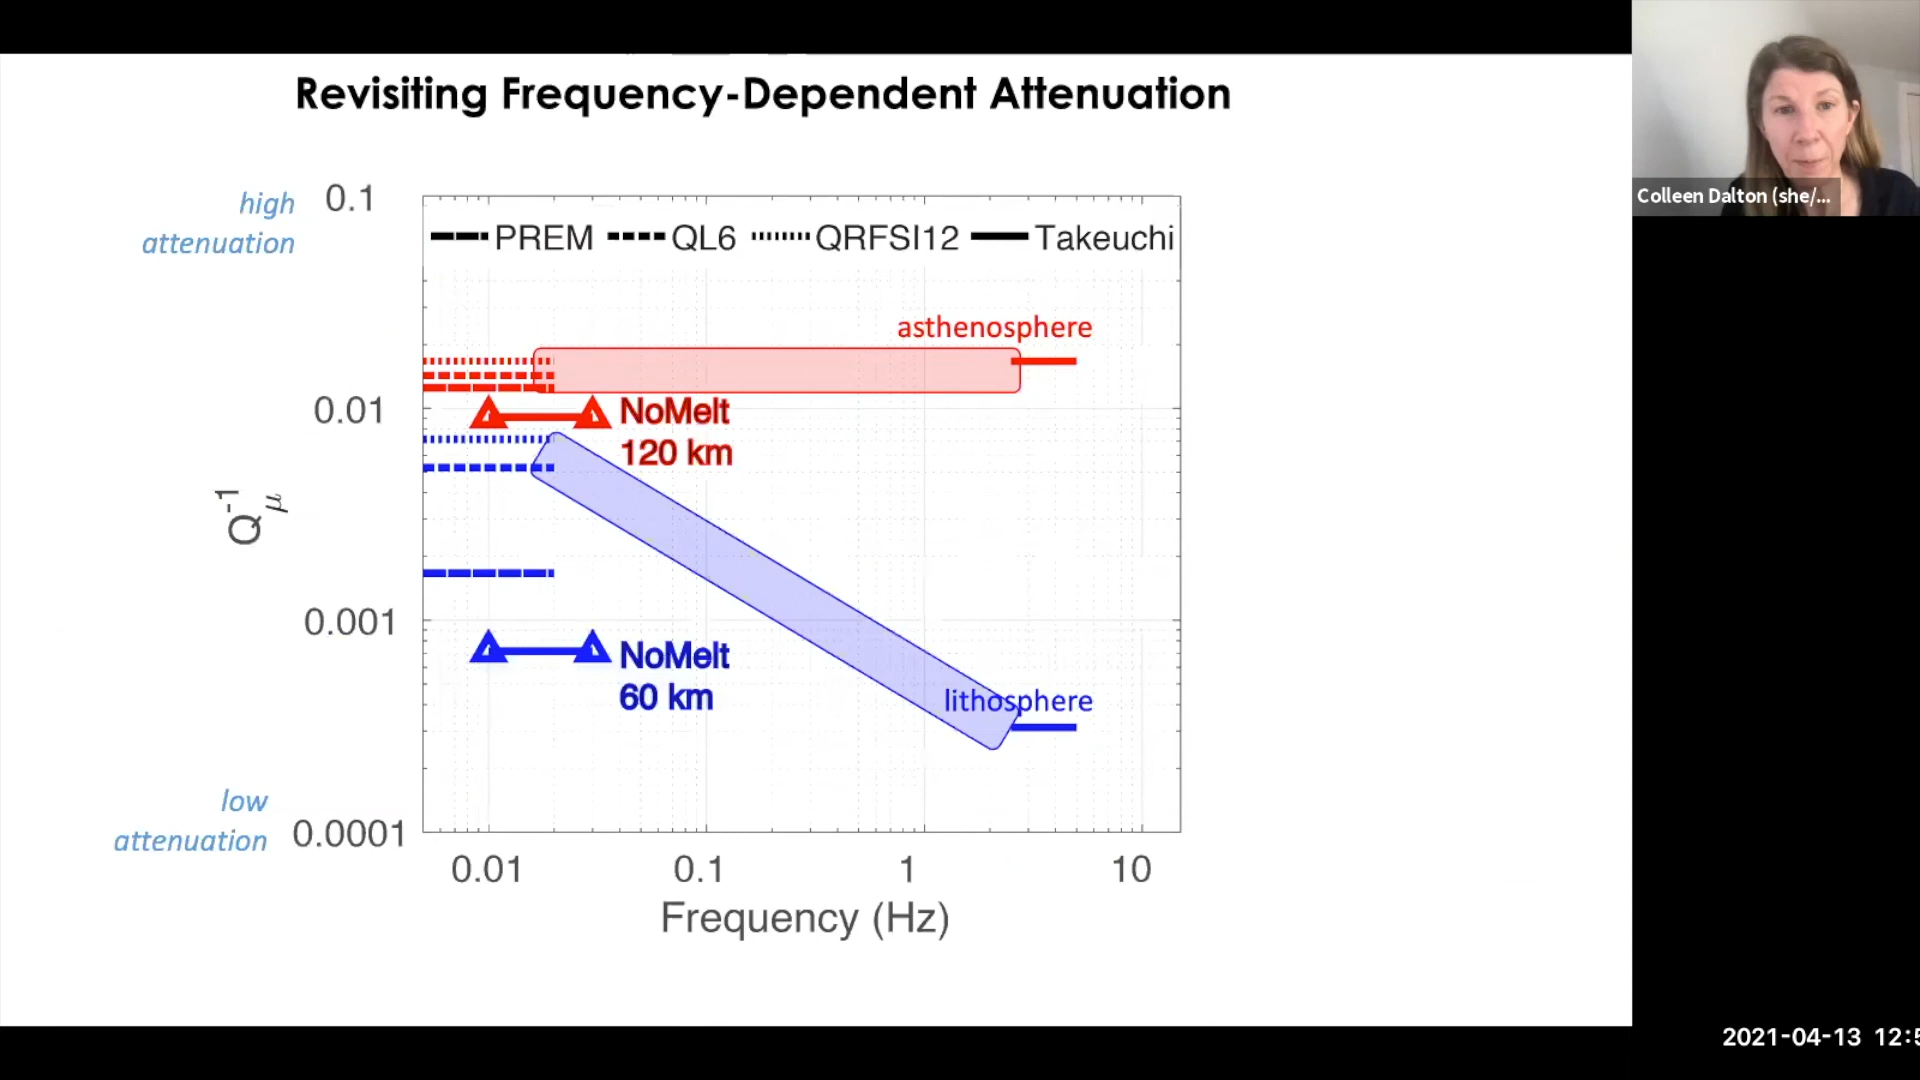 Revisiting Frequency-Dependent Attenuation
Colleen Dalton (she/...
high
attenuation
0.1
PREM QL6 QRFSI12 Takeuchi
asthenosphere
0.01
NoMelt
120 km
Q
-1
μ
0.001
NoMelt
60 km
lithosphere
low
attenuation
0.0001
0.01 0.1 1 10
Frequency (Hz)
2021-04-13 12:5